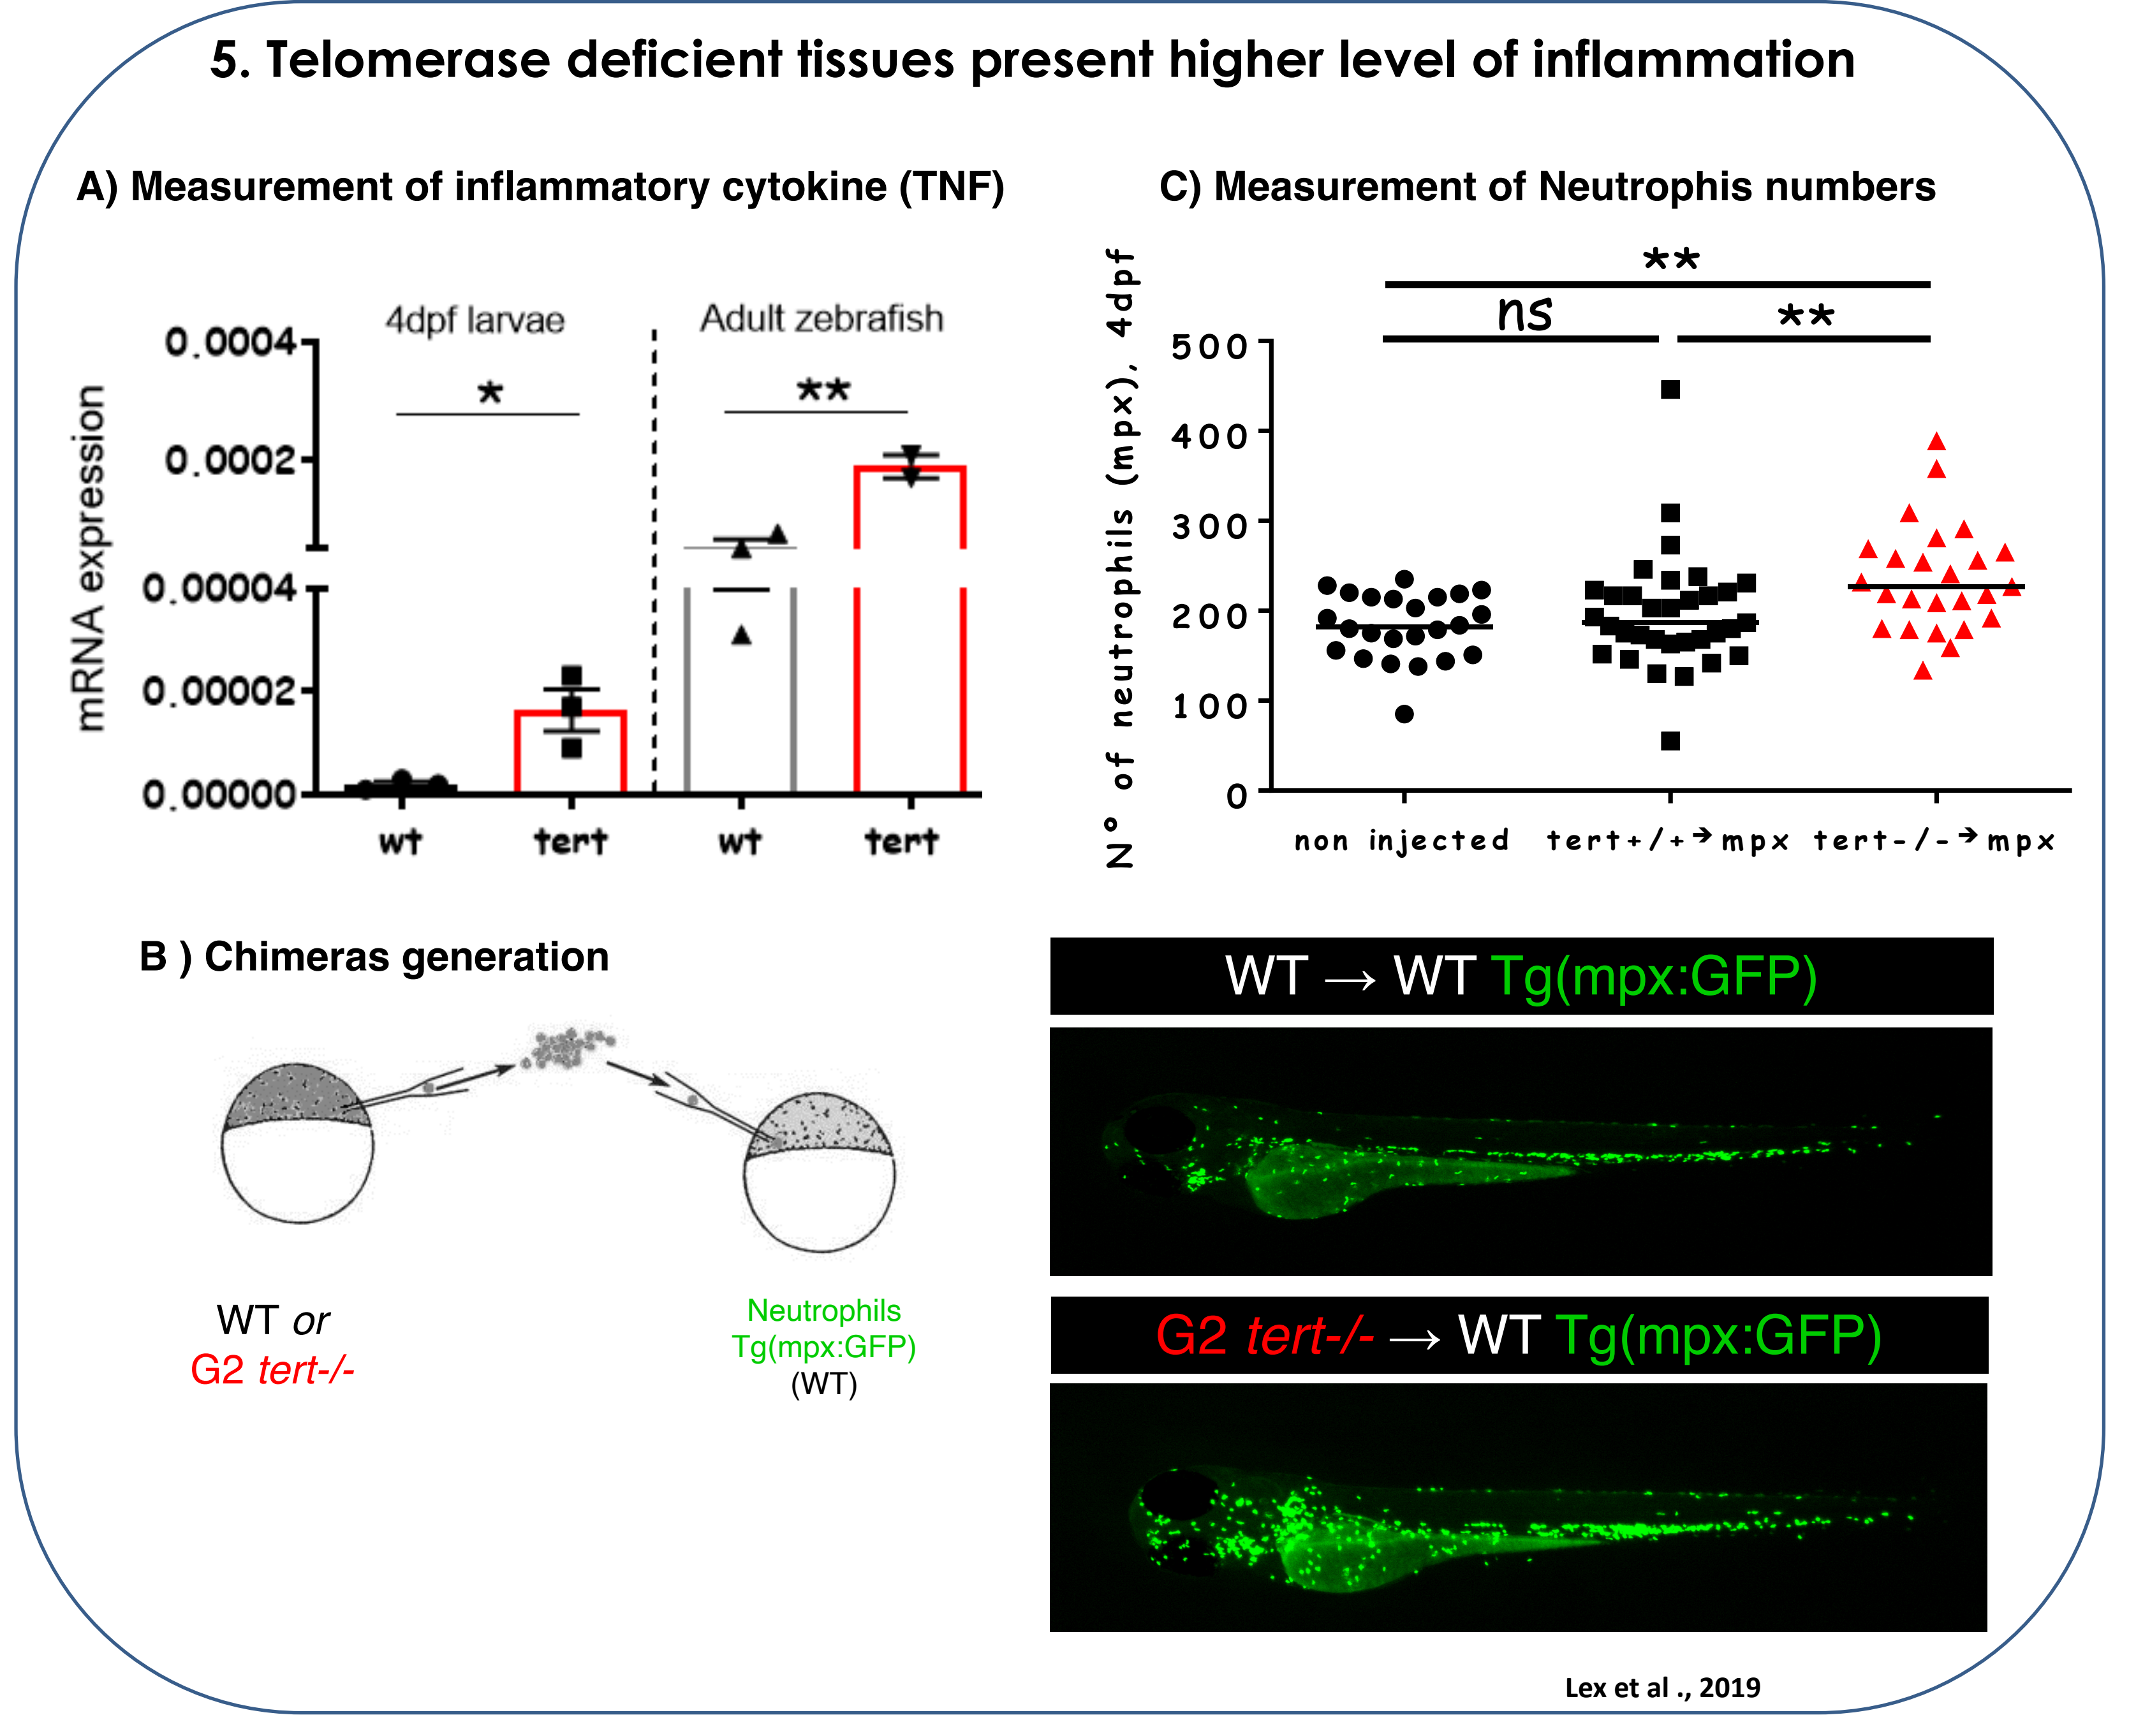 5. Telomerase deficient tissues present higher level of inflammation
A) Measurement of inflammatory cytokine (TNF)
4dpf larvae
Adult zebrafish
*
**
mRNA expression
0.0004
0.0002
0.00004
0.00002
0.00000
wt
tert
wt
tert
C) Measurement of Neutrophis numbers
**
ns
**
N° of neutrophils (mpx), 4dpf
500
400
300
200
100
0
non injected
tert+/+→mpx
tert-/-→mpx
B ) Chimeras generation
WT or
G2 tert-/-
Neutrophils
Tg(mpx:GFP)
(WT)
WT → WT Tg(mpx:GFP)
G2 tert-/- → WT Tg(mpx:GFP)
Lex et al ., 2019